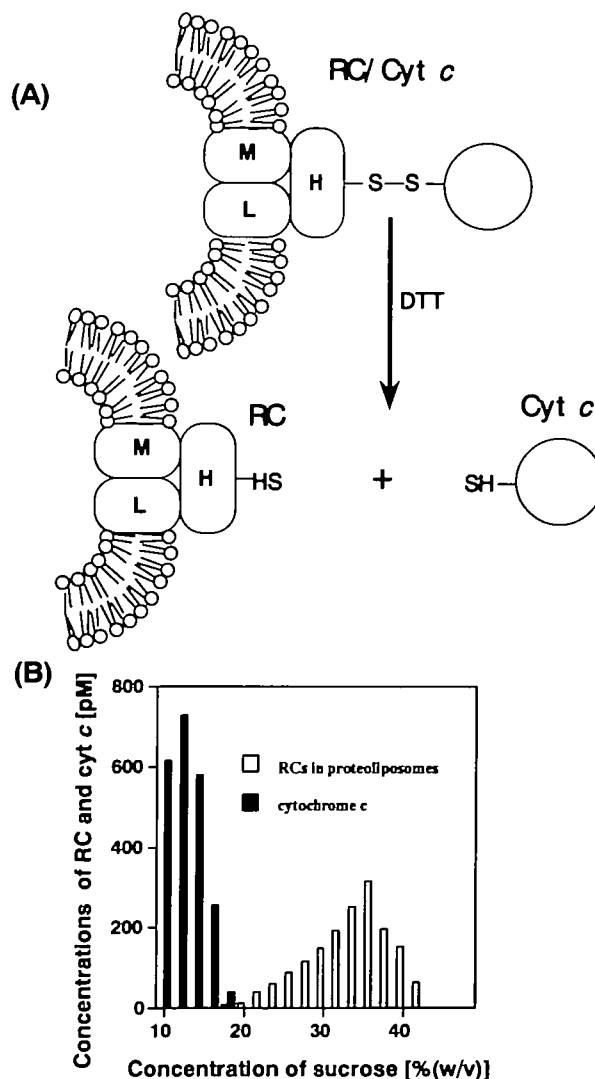 (A)
RC/ Cyt c
M
L
H
S—S
DTT
RC
M
L
H
HS
+
Cyt c
SH
(B)
Concentrations of RC and cyt c [pM]
800
600
400
200
0
RCs in proteoliposomes
cytochrome c
10 20 30 40
Concentration of sucrose [%(w/v)]